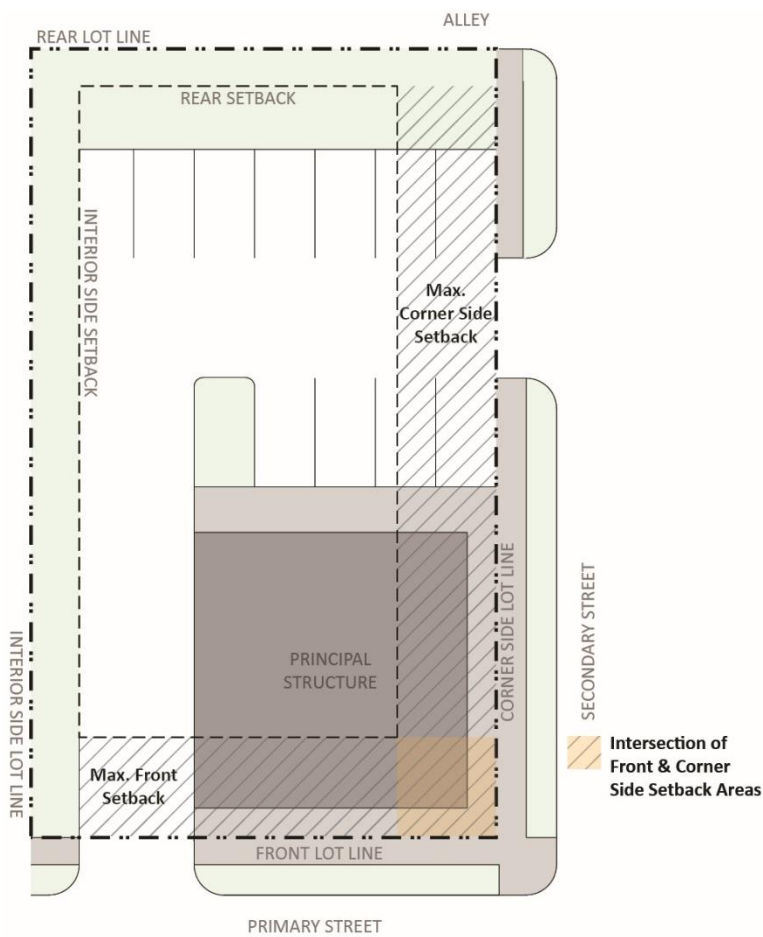 ALLEY
REAR LOT LINE
REAR SETBACK
INTERIOR SIDE SETBACK
Max.
Corner Side
Setback
INTERIOR SIDE LOT LINE
PRINCIPAL
STRUCTURE
CORNER SIDE LOT LINE
SECONDARY STREET
Max. Front
Setback
Intersection of
Front & Corner
Side Setback Areas
FRONT LOT LINE
PRIMARY STREET